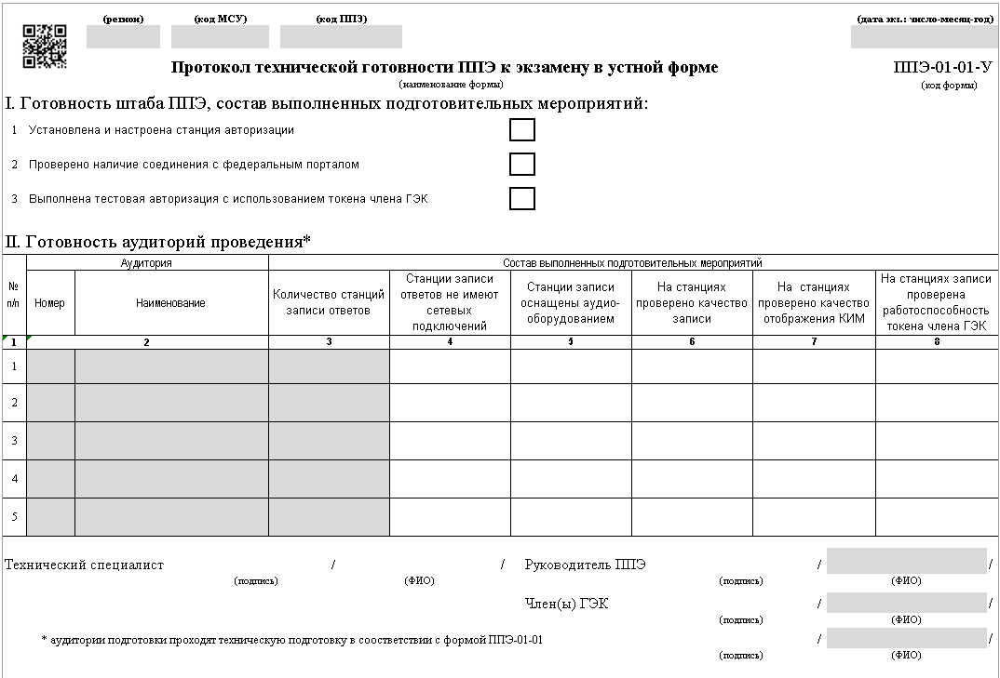 (регион) (код МСУ) (код ППЭ) (дата экз.: число-месяц-год)
Протокол технической готовности ППЭ к экзамену в устной форме ППЭ-01-01-У
(наименование формы) (код формы)
I. Готовность штаба ППЭ, состав выполненных подготовительных мероприятий:
1 Установлена и настроена станция авторизации
2 Проверено наличие соединения с федеральным порталом
3 Выполнена тестовая авторизация с использованием токена члена ГЭК
II. Готовность аудиторий проведения*
№ п/п
Аудитория
Состав выполненных подготовительных мероприятий
Номер
Наименование
Количество станций
записи ответов
Станции записи
ответов не имеют
сетевых
подключений
Станции записи
оснащены аудио-
оборудованием
На станциях
проверено качество
записи
На станциях
проверено качество
отображения КИМ
На станциях записи
проверена
работоспособность
токена члена ГЭК
1 2 3 4 5 6 7 8
1
2
3
4
5
Технический специалист / / Руководитель ППЭ / /
(подпись) (ФИО) (подпись) (ФИО)
Член(ы) ГЭК / /
(подпись) (ФИО)
* аудитории подготовки проходят техническую подготовку в соостветствии с формой ППЭ-01-01 / /
(подпись) (ФИО)